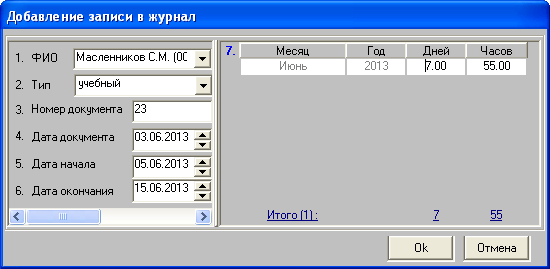 Добавление записи в журнал
1. ФИО Масленников С.М. (00
2. Тип учебный
3. Номер документа 23
4. Дата документа 03.06.2013
5. Дата начала 05.06.2013
6. Дата окончания 15.06.2013
7. Месяц Год Дней Часов
Июнь 2013 7.00 55.00
Итого (1) : 7 55
Ok Отмена